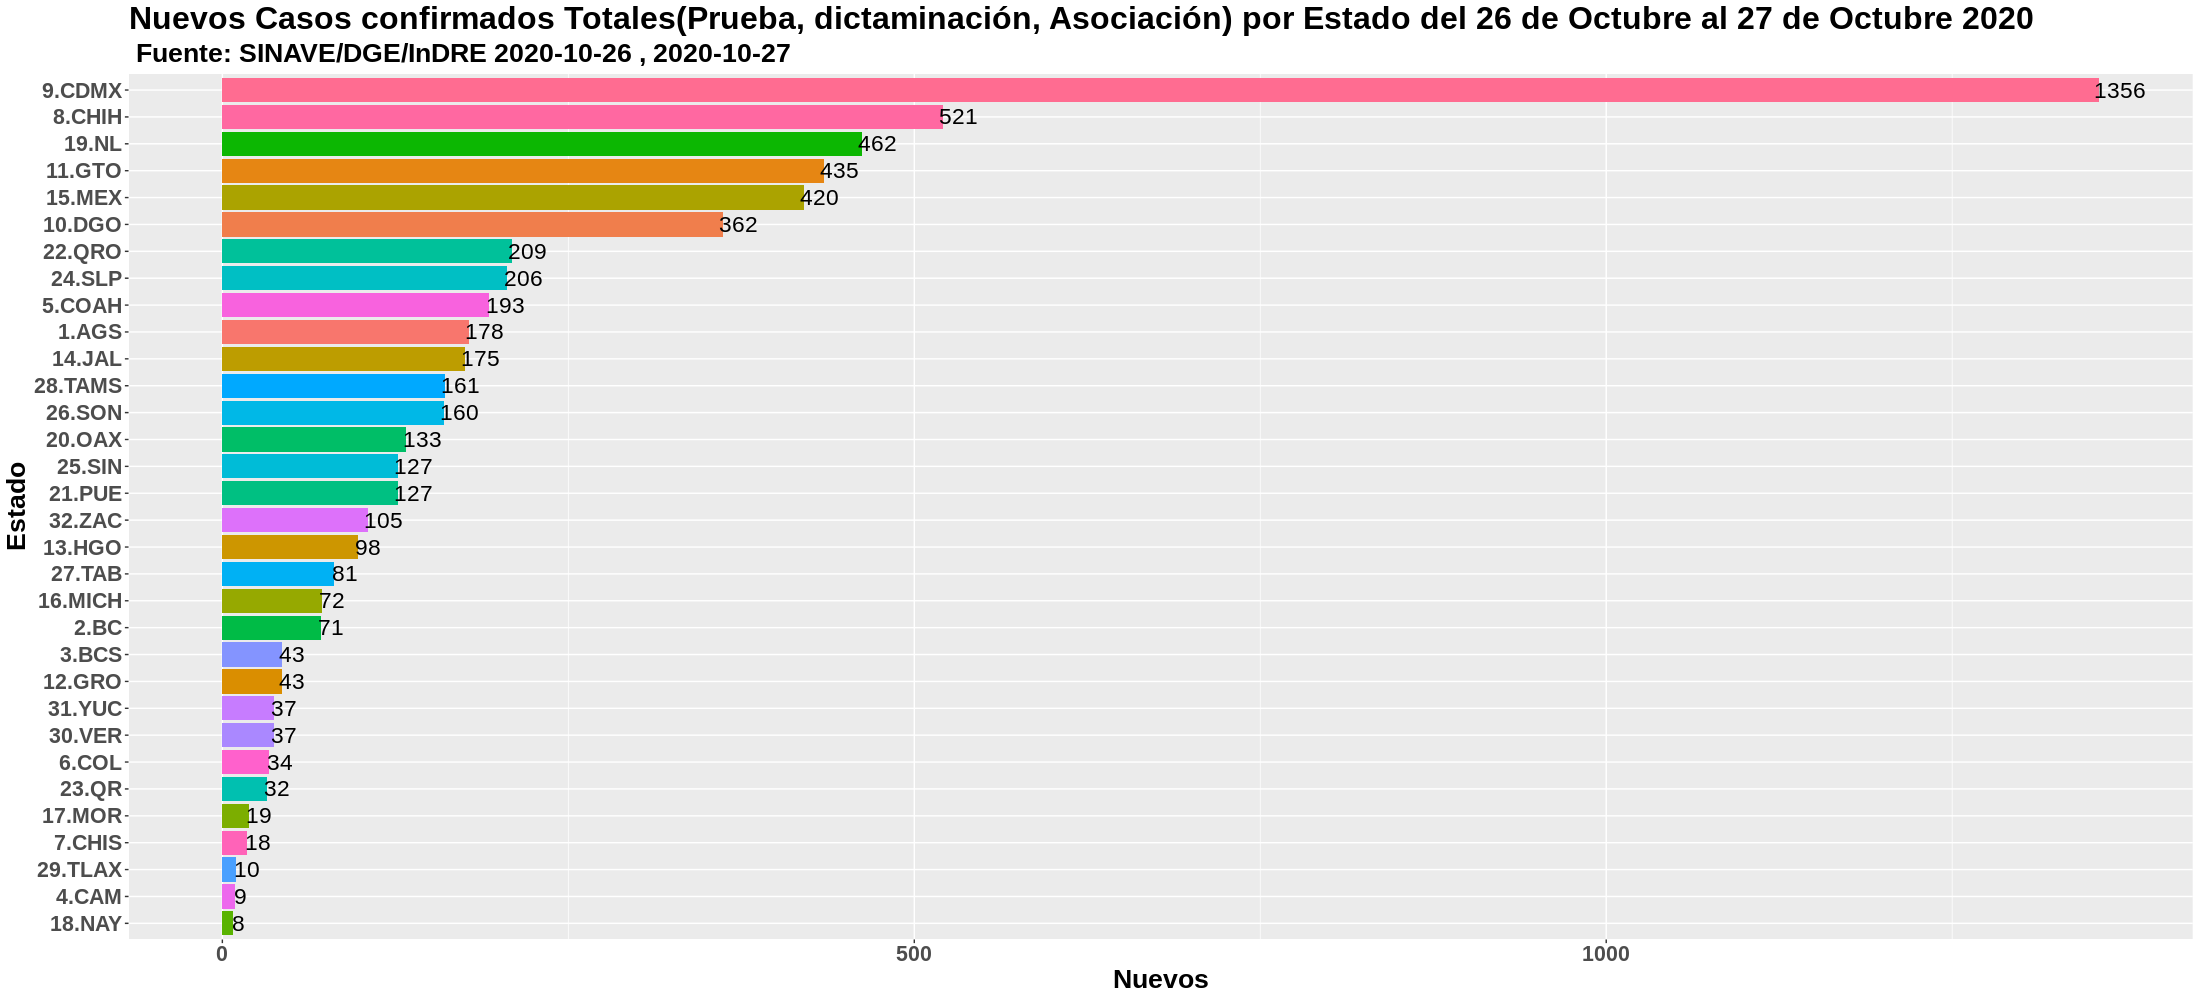 Nuevos Casos confirmados Totales(Prueba, dictaminación, Asociación) por Estado del 26 de Octubre al 27 de Octubre 2020
Fuente: SINAVE/DGE/InDRE 2020-10-26 , 2020-10-27
9.CDMX 1356
8.CHIH 521
19.NL 462
11.GTO 435
15.MEX 420
10.DGO 362
22.QRO 209
24.SLP 206
5.COAH 193
1.AGS 178
14.JAL 175
28.TAMS 161
26.SON 160
20.OAX 133
25.SIN 127
21.PUE 127
32.ZAC 105
13.HGO 98
27.TAB 81
16.MICH 72
2.BC 71
3.BCS 43
12.GRO 43
31.YUC 37
30.VER 37
6.COL 34
23.QR 32
17.MOR 19
7.CHIS 18
29.TLAX 10
4.CAM 9
18.NAY 8
Estado
0 500 1000
Nuevos